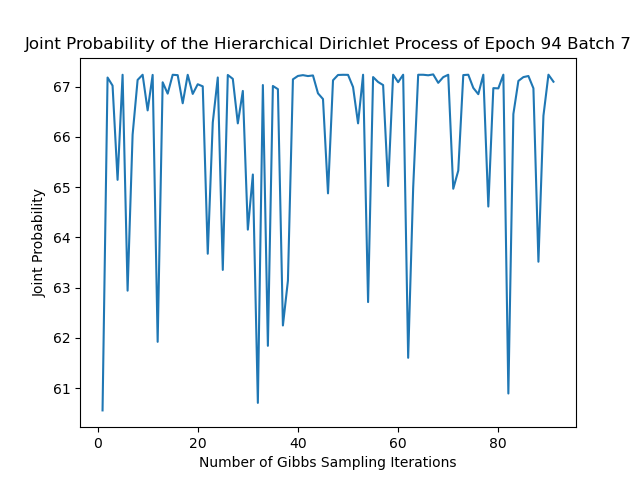 Joint Probability of the Hierarchical Dirichlet Process of Epoch 94 Batch 7
Joint Probability
67
66
65
64
63
62
61
0 20 40 60 80
Number of Gibbs Sampling Iterations